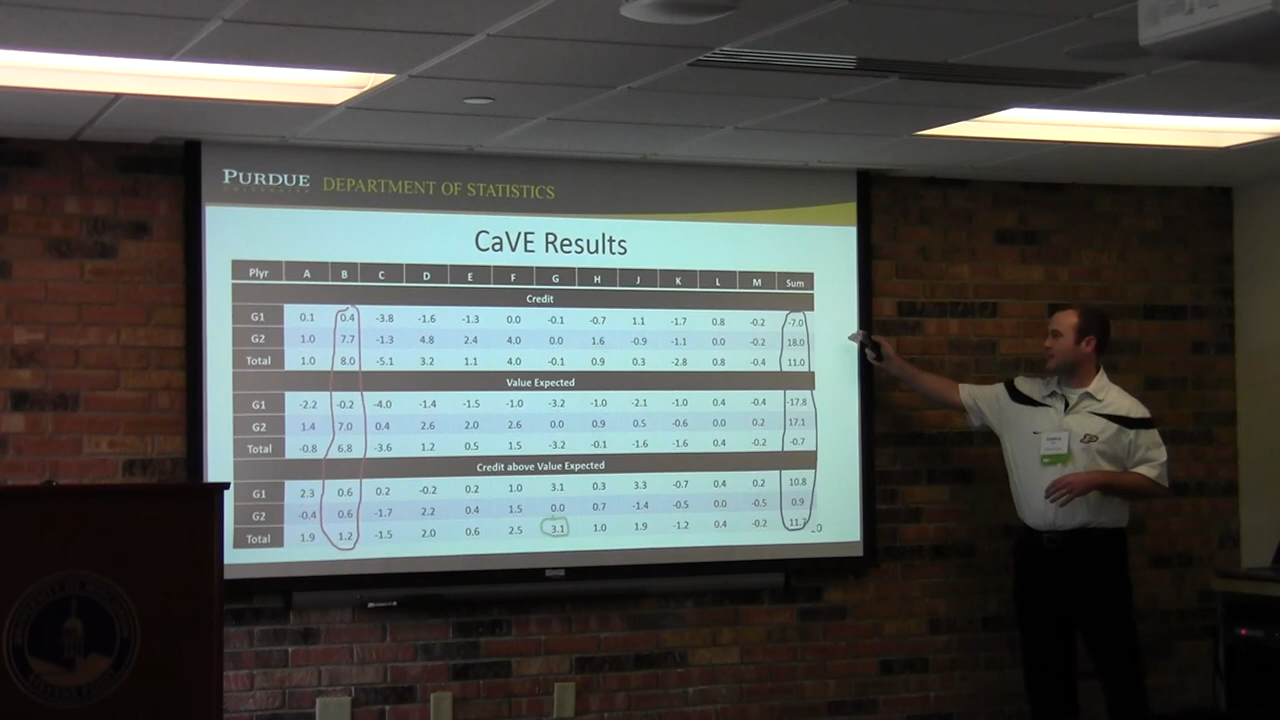 PURDUE DEPARTMENT OF STATISTICS
UNIVERSITY
CaVE Results
Plyr A B C D E F G H J K L M Sum
Credit
G1 0.1 0.4 -3.8 -1.6 -1.3 0.0 -0.1 -0.7 1.1 -1.7 0.8 -0.2 -7.0
G2 1.0 7.7 -1.3 4.8 2.4 4.0 0.0 1.6 -0.9 -1.1 0.0 -0.2 18.0
Total 1.0 8.0 -5.1 3.2 1.1 4.0 -0.1 0.9 0.3 -2.8 0.8 -0.4 11.0
Value Expected
G1 -2.2 -0.2 -4.0 -1.4 -1.5 -1.0 -3.2 -1.0 -2.1 -1.0 0.4 -0.4 -17.8
G2 1.4 7.0 0.4 2.6 2.0 2.6 0.0 0.9 0.5 -0.6 0.0 0.2 17.1
Total -0.8 6.8 -3.6 1.2 0.5 1.5 -3.2 -0.1 -1.6 -1.6 0.4 -0.2 -0.7
Credit above Value Expected
G1 2.3 0.6 0.2 -0.2 0.2 1.0 3.1 0.3 3.3 -0.7 0.4 0.2 10.8
G2 -0.4 0.6 -1.7 2.2 0.4 1.5 0.0 0.7 -1.4 -0.5 0.0 -0.5 0.9
Total 1.9 1.2 -1.5 2.0 0.6 2.5 3.1 1.0 1.9 -1.2 0.4 -0.2 11.7